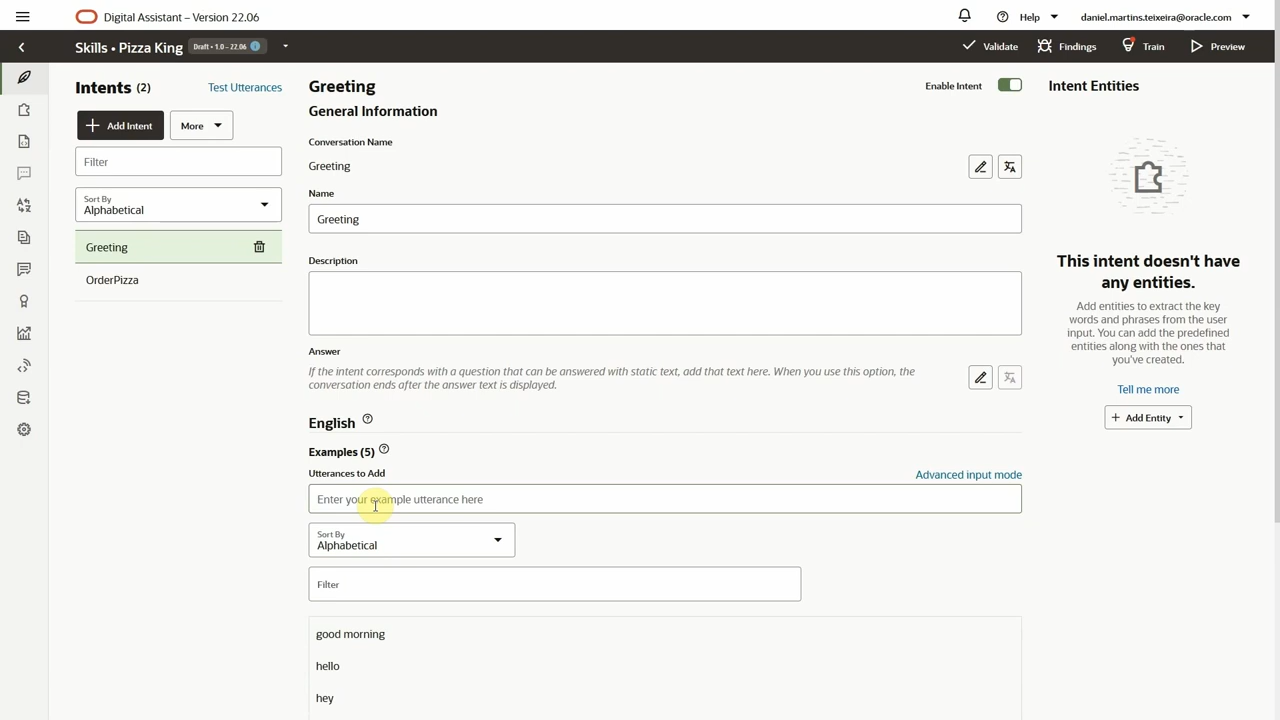 Digital Assistant – Version 22.06
Help
daniel.martins.teixeira@oracle.com
Skills • Pizza King
Draft • 1.0 – 22.06
Validate
Findings
Train
Preview
Intents (2)
Test Utterances
Add Intent
More
Filter
Sort By
Alphabetical
Greeting
OrderPizza
Greeting
Enable Intent
General Information
Conversation Name
Greeting
Name
Greeting
Description
Answer
If the intent corresponds with a question that can be answered with static text, add that text here. When you use this option, the
conversation ends after the answer text is displayed.
English
Examples (5)
Utterances to Add
Advanced input mode
Enter your example utterance here
Sort By
Alphabetical
Filter
good morning
hello
hey
Intent Entities
This intent doesn't have
any entities.
Add entities to extract the key
words and phrases from the user
input. You can add the predefined
entities along with the ones that
you've created.
Tell me more
Add Entity